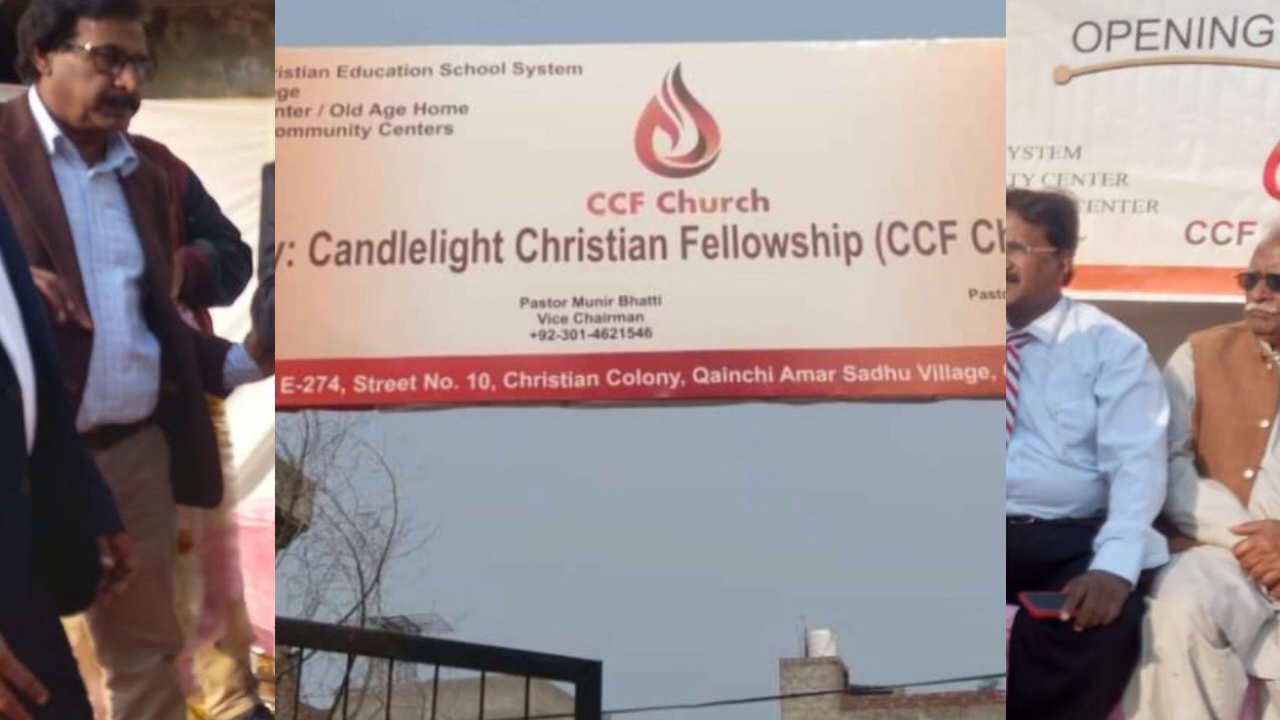 ristian Education School System
ge
nter / Old Age Home
ommunity Centers
CCF Church
y: Candlelight Christian Fellowship (CCF Ch
Pastor Munir Bhatti
Vice Chairman
+92-301-4621546
Pasto
E-274, Street No. 10, Christian Colony, Qainchi Amar Sadhu Village,
OPENING
YSTEM
TY CENTER
CENTER
CCF